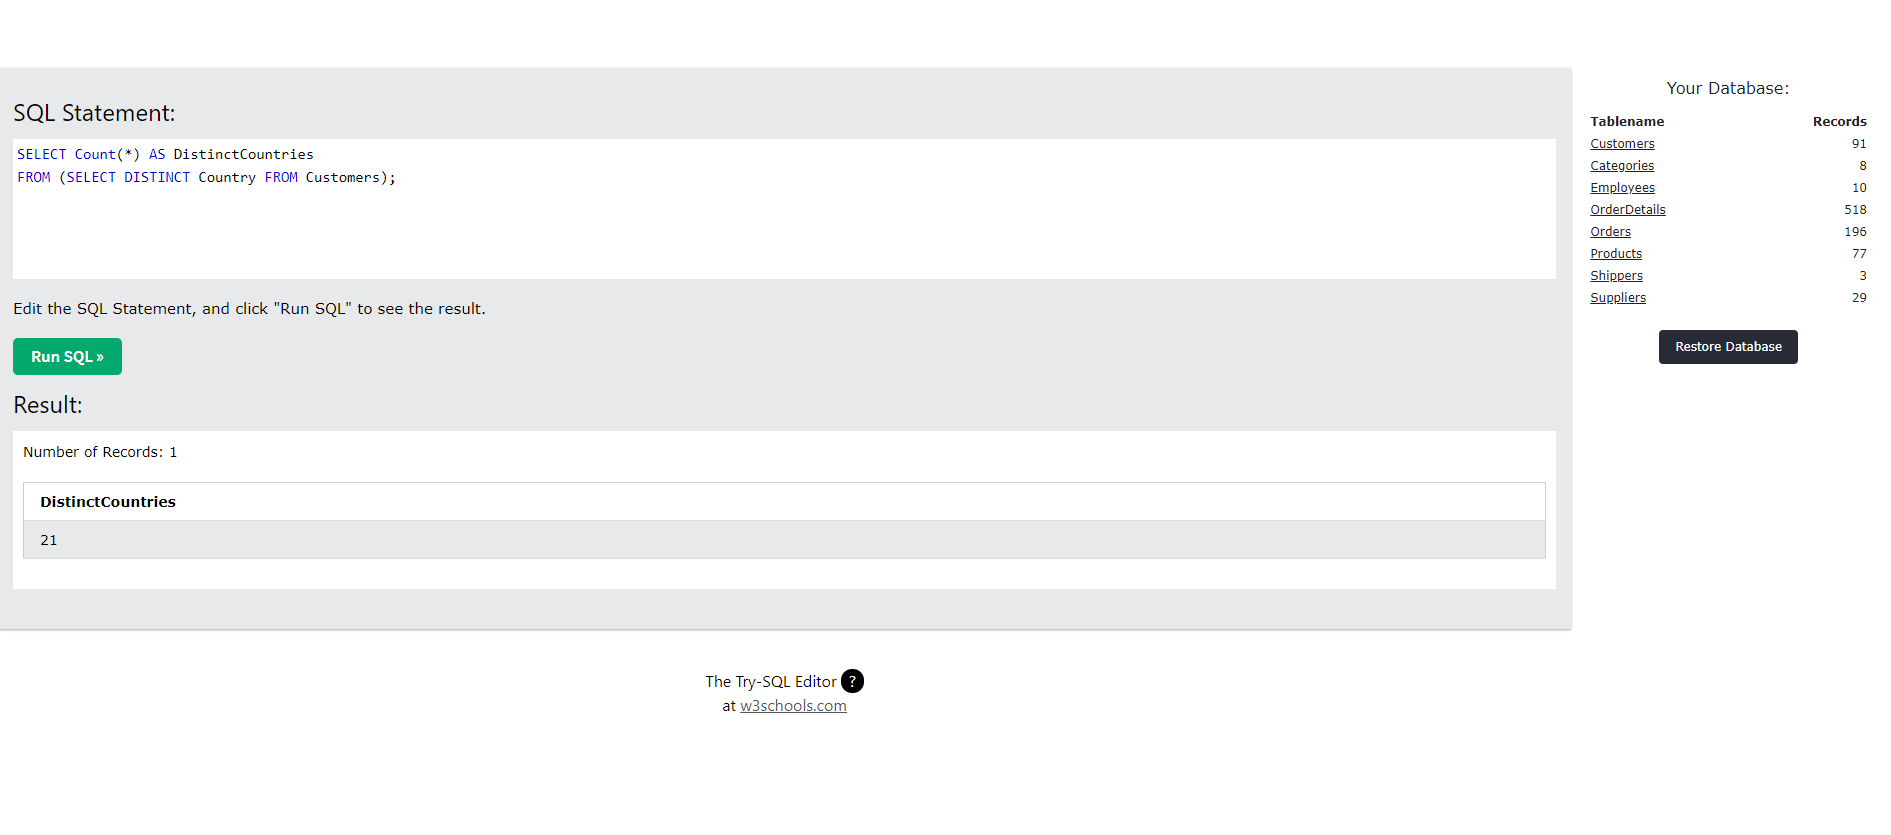 SQL Statement:
SELECT Count(*) AS DistinctCountries
FROM (SELECT DISTINCT Country FROM Customers);
Edit the SQL Statement, and click "Run SQL" to see the result.
Run SQL »
Result:
Number of Records: 1
DistinctCountries
21
The Try-SQL Editor ?
at w3schools.com
Your Database:
Tablename Records
Customers 91
Categories 8
Employees 10
OrderDetails 518
Orders 196
Products 77
Shippers 3
Suppliers 29
Restore Database